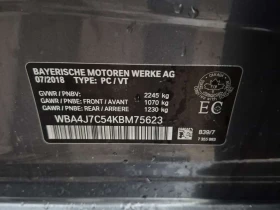 BAYERISCHE MOTOREN WERKE AG
07/2018 TYPE: PC / VT
GVWR / PNBV: 2245 kg
GAWR / PNBE: FRONT / AVANT 1070 kg
GAWR / PNBE: REAR / ARRIERE 1230 kg
WBA4J7C54KBM75623
EC
B39/7